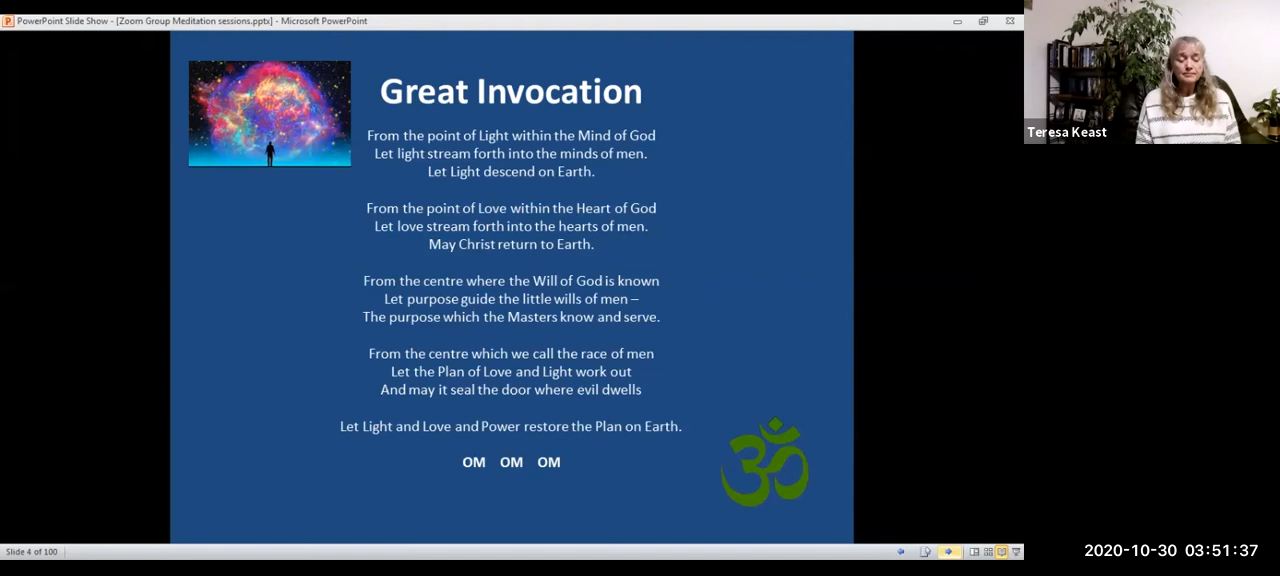 PowerPoint Slide Show - [Zoom Group Meditation sessions.pptx] - Microsoft PowerPoint
Great Invocation
From the point of Light within the Mind of God
Let light stream forth into the minds of men.
Let Light descend on Earth.
From the point of Love within the Heart of God
Let love stream forth into the hearts of men.
May Christ return to Earth.
From the centre where the Will of God is known
Let purpose guide the little wills of men –
The purpose which the Masters know and serve.
From the centre which we call the race of men
Let the Plan of Love and Light work out
And may it seal the door where evil dwells
Let Light and Love and Power restore the Plan on Earth.
OM OM OM
ॐ
Teresa Keast
Slide 4 of 100
2020-10-30 03:51:37